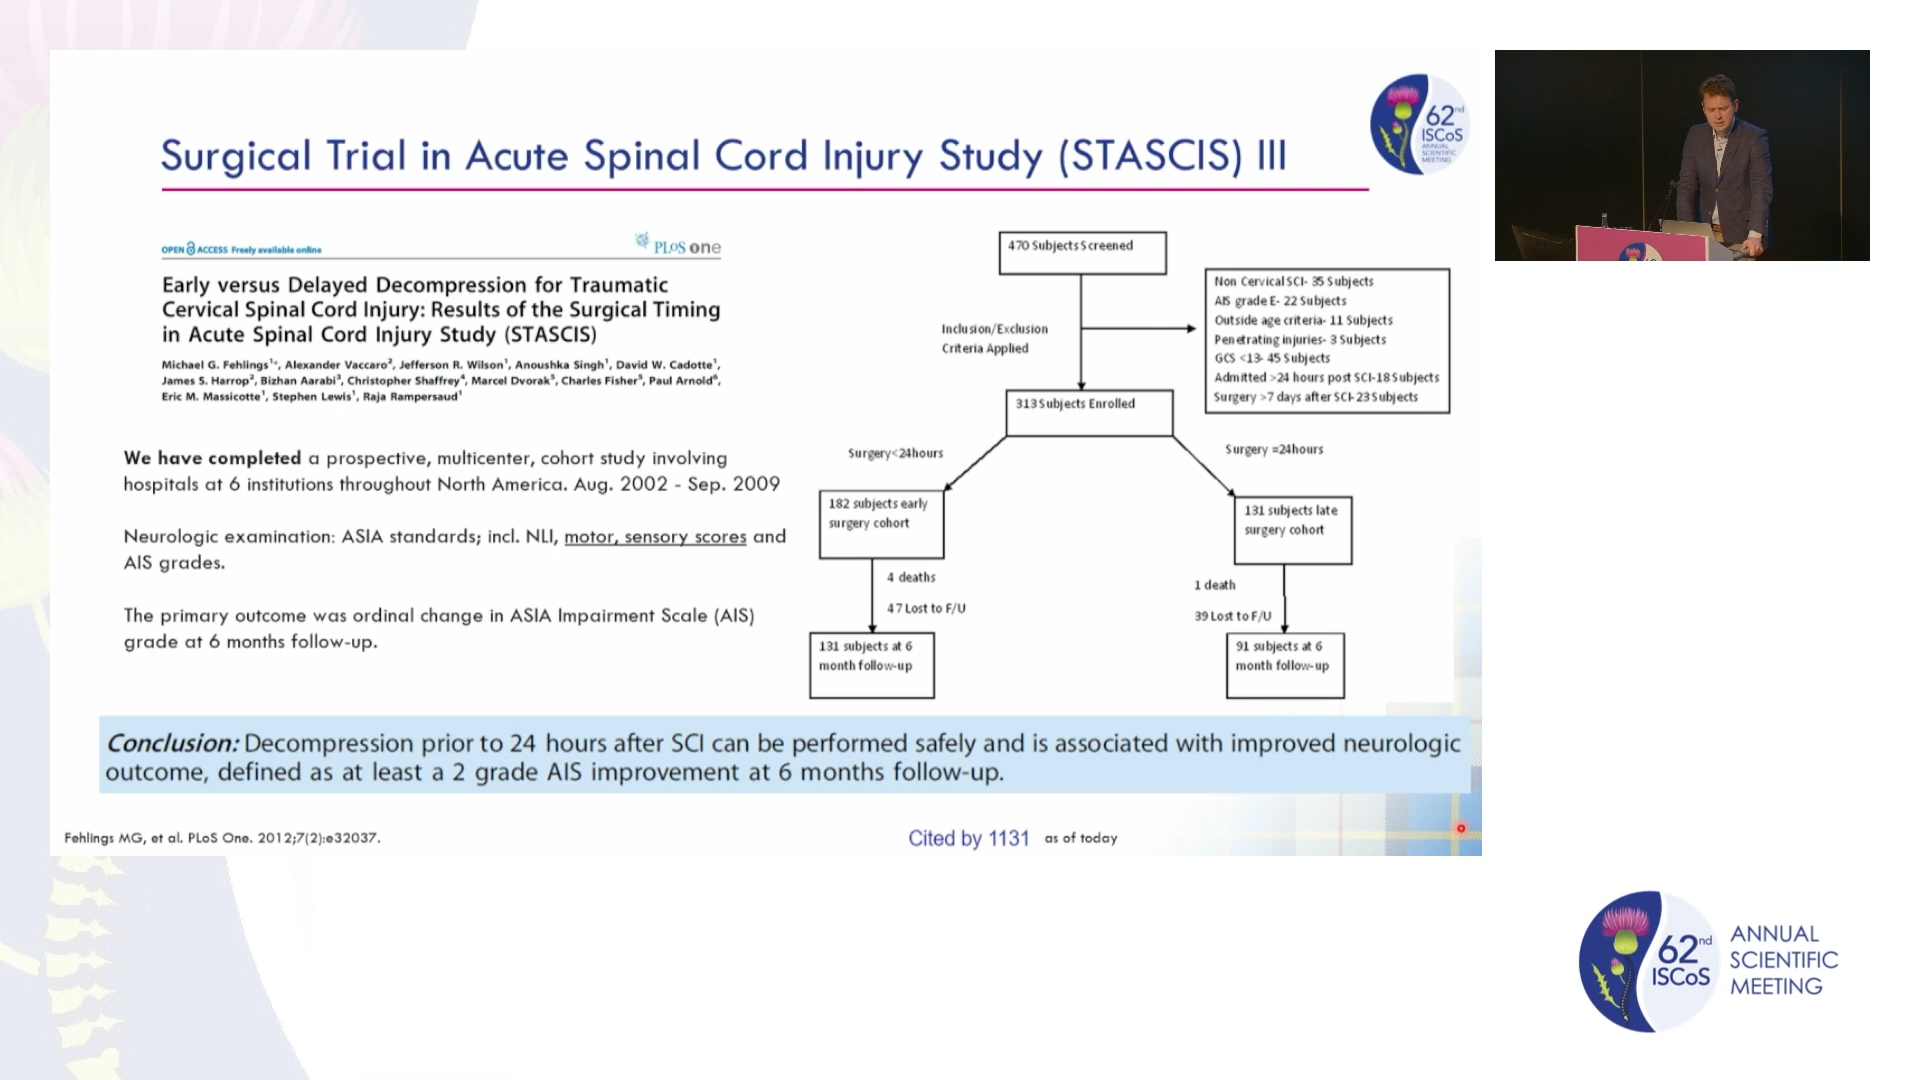 Surgical Trial in Acute Spinal Cord Injury Study (STASCIS) III
62nd
ISCoS
ANNUAL
SCIENTIFIC
MEETING
OPEN ACCESS Freely available online
PLoS one
Early versus Delayed Decompression for Traumatic
Cervical Spinal Cord Injury: Results of the Surgical Timing
in Acute Spinal Cord Injury Study (STASCIS)
Michael G. Fehlings1*, Alexander Vaccaro2, Jefferson R. Wilson1, Anoushka Singh1, David W. Cadotte1,
James S. Harrop2, Bizhan Aarabi3, Christopher Shaffrey4, Marcel Dvorak5, Charles Fisher5, Paul Arnold6,
Eric M. Massicotte1, Stephen Lewis1, Raja Rampersaud1
We have completed a prospective, multicenter, cohort study involving
hospitals at 6 institutions throughout North America. Aug. 2002 - Sep. 2009
Neurologic examination: ASIA standards; incl. NLI, motor, sensory scores and
AIS grades.
The primary outcome was ordinal change in ASIA Impairment Scale (AIS)
grade at 6 months follow-up.
470 Subjects Screened
Inclusion/Exclusion
Criteria Applied
Non Cervical SCI- 35 Subjects
AIS grade E- 22 Subjects
Outside age criteria- 11 Subjects
Penetrating injuries- 3 Subjects
GCS <13- 45 Subjects
Admitted >24 hours post SCI-18 Subjects
Surgery >7 days after SCI-23 Subjects
313 Subjects Enrolled
Surgery<24hours
Surgery =24hours
182 subjects early
surgery cohort
131 subjects late
surgery cohort
4 deaths
47 Lost to F/U
1 death
39 Lost to F/U
131 subjects at 6
month follow-up
91 subjects at 6
month follow-up
Conclusion: Decompression prior to 24 hours after SCI can be performed safely and is associated with improved neurologic
outcome, defined as at least a 2 grade AIS improvement at 6 months follow-up.
Fehlings MG, et al. PLoS One. 2012;7(2):e32037.
Cited by 1131 as of today
62nd
ISCoS
ANNUAL
SCIENTIFIC
MEETING